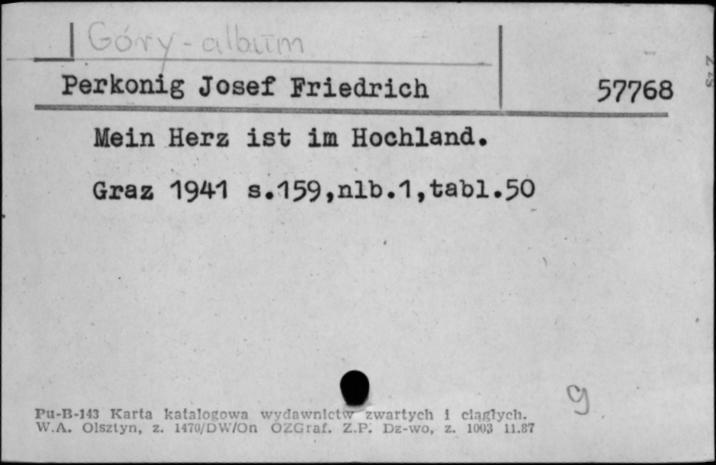 Góry-album
Perkonig Josef Friedrich 57768
Mein Herz ist im Hochland.
Graz 1941 s.159,nlb.1,tabl.50
Pu-B-143 Karta katalogowa wydawnictw zwartych i ciągłych.
W.A. Olsztyn, z. 1470/DW/On OZGraf. Z.P. Dz-wo, z. 1003 11.87